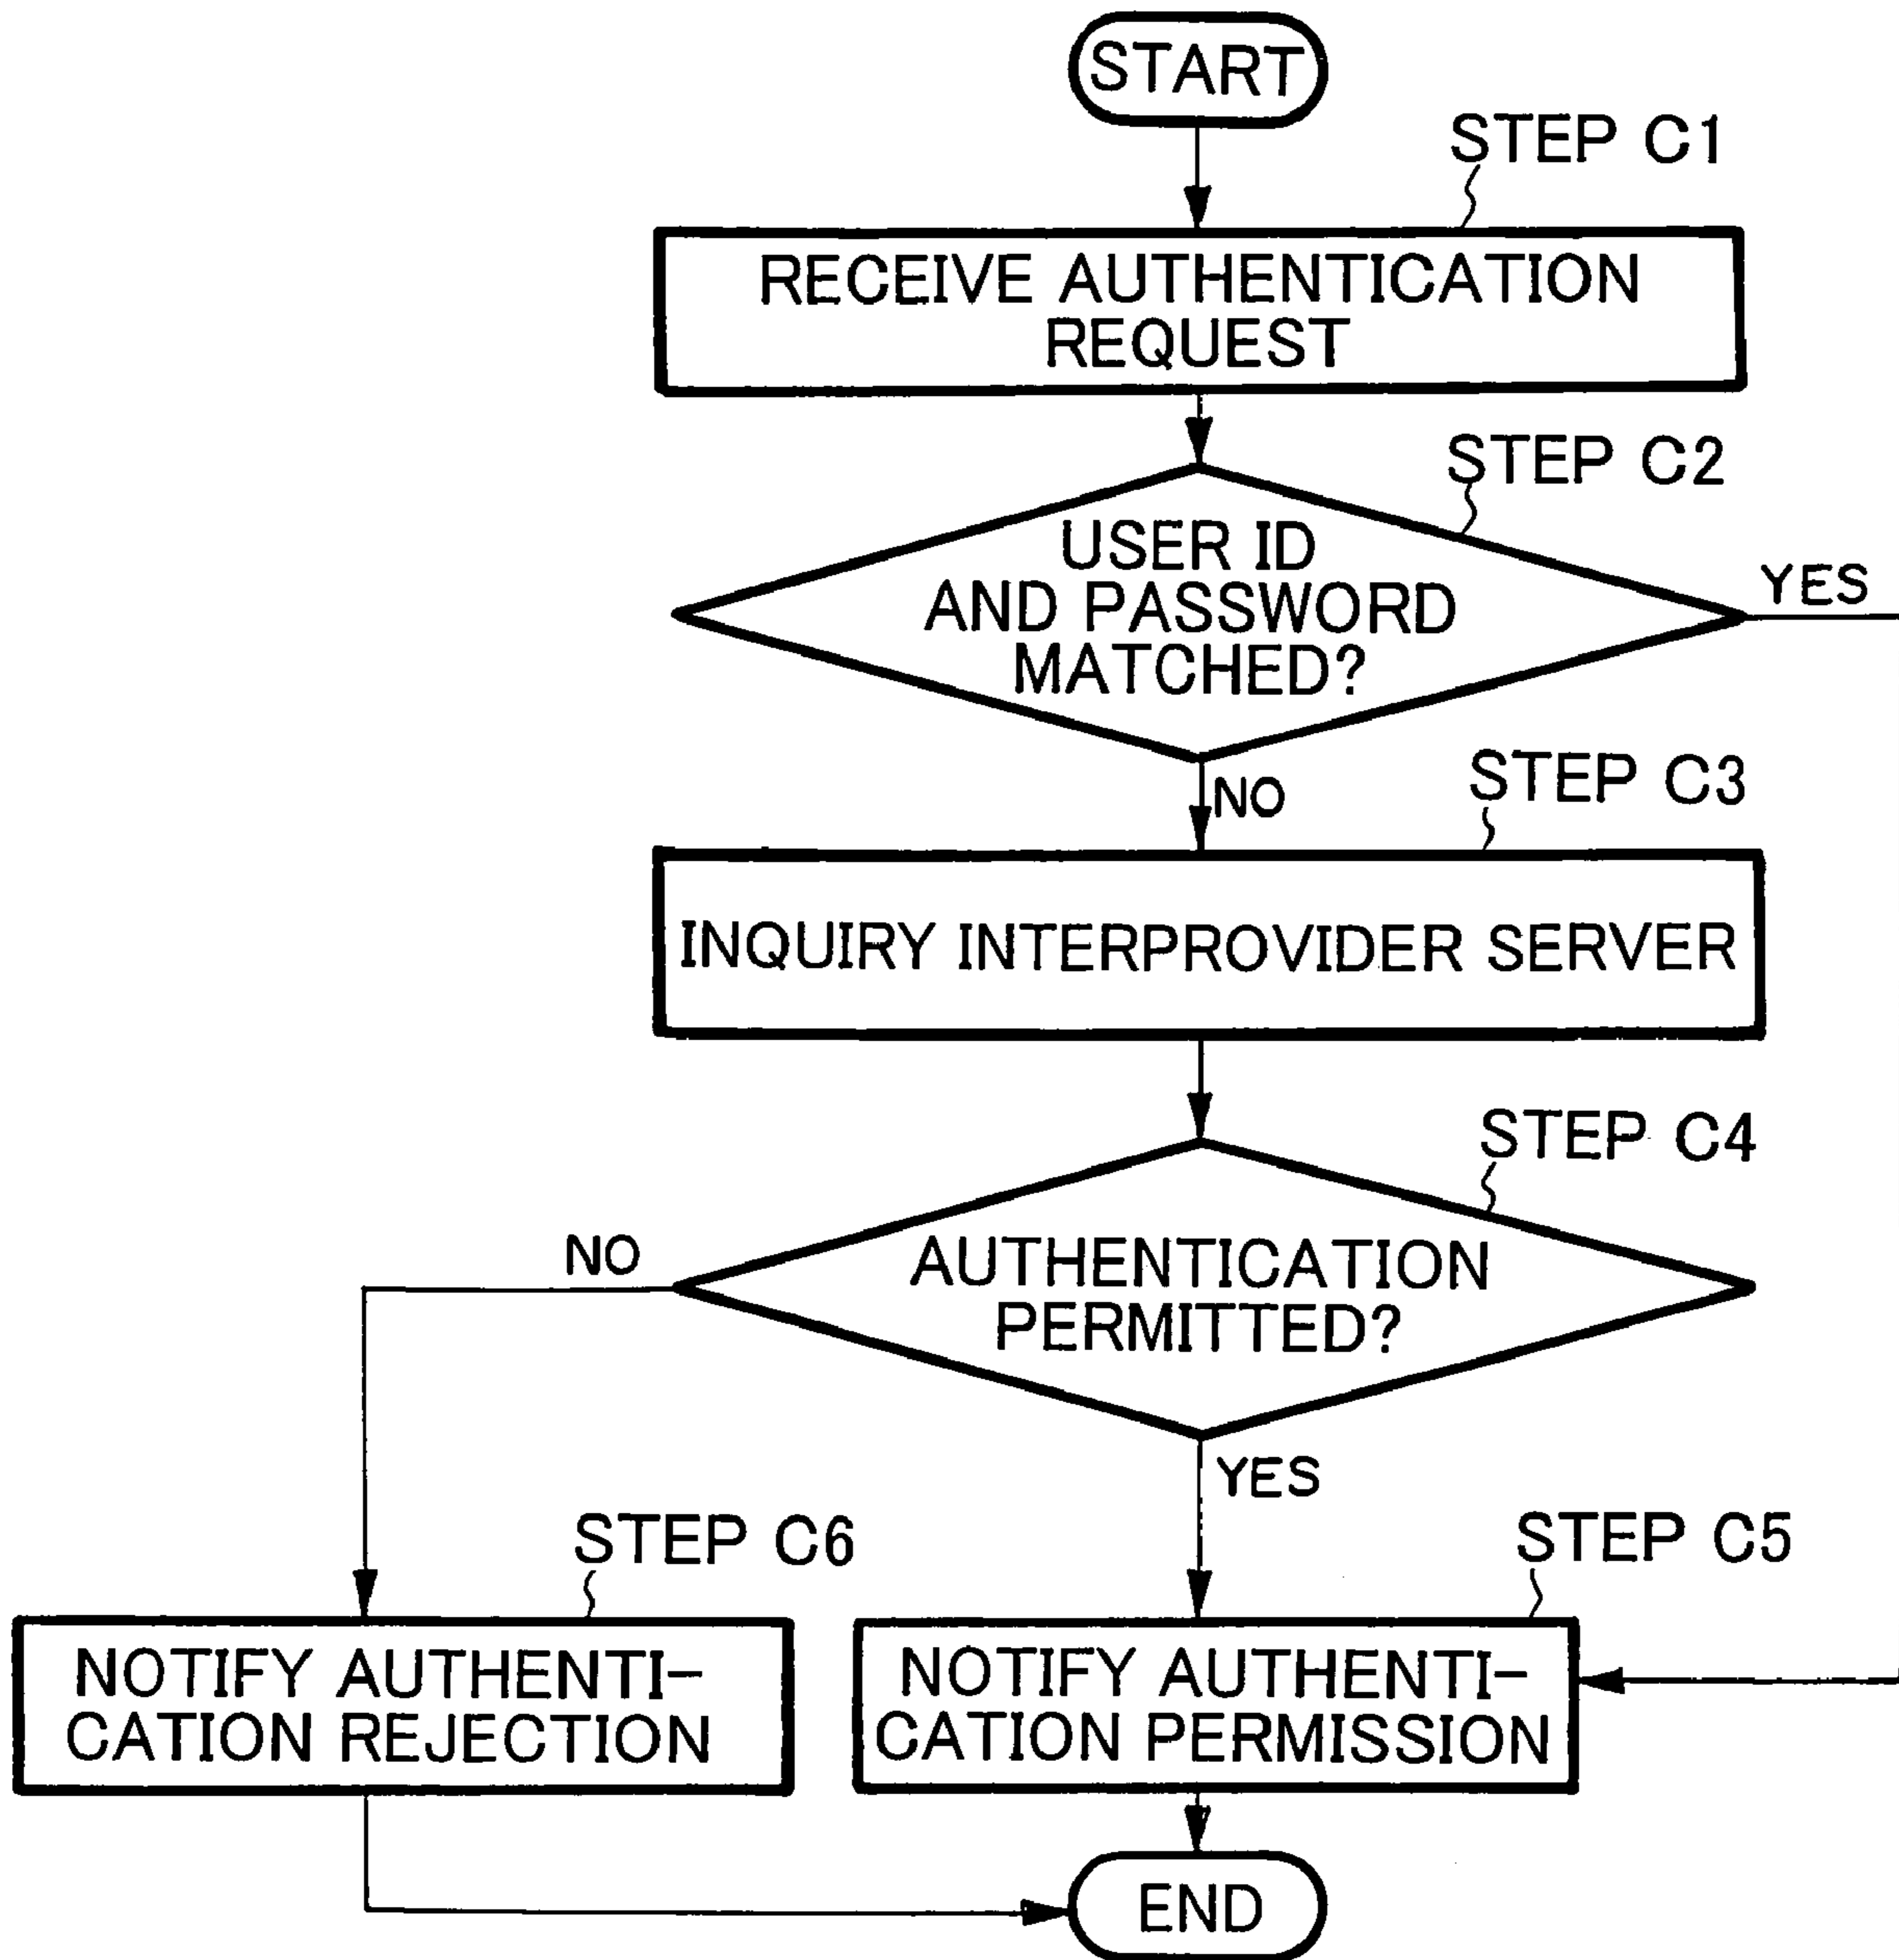 START
STEP C1
RECEIVE AUTHENTICATION
REQUEST
STEP C2
USER ID
AND PASSWORD
MATCHED?
YES
NO
STEP C3
INQUIRY INTERPROVIDER SERVER
STEP C4
AUTHENTICATION
PERMITTED?
NO
YES
STEP C6
NOTIFY AUTHENTI-
CATION REJECTION
STEP C5
NOTIFY AUTHENTI-
CATION PERMISSION
END